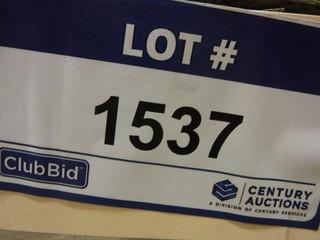 LOT #
1537
ClubBid
CENTURY
AUCTIONS
A DIVISION OF CENTURY SERVICES